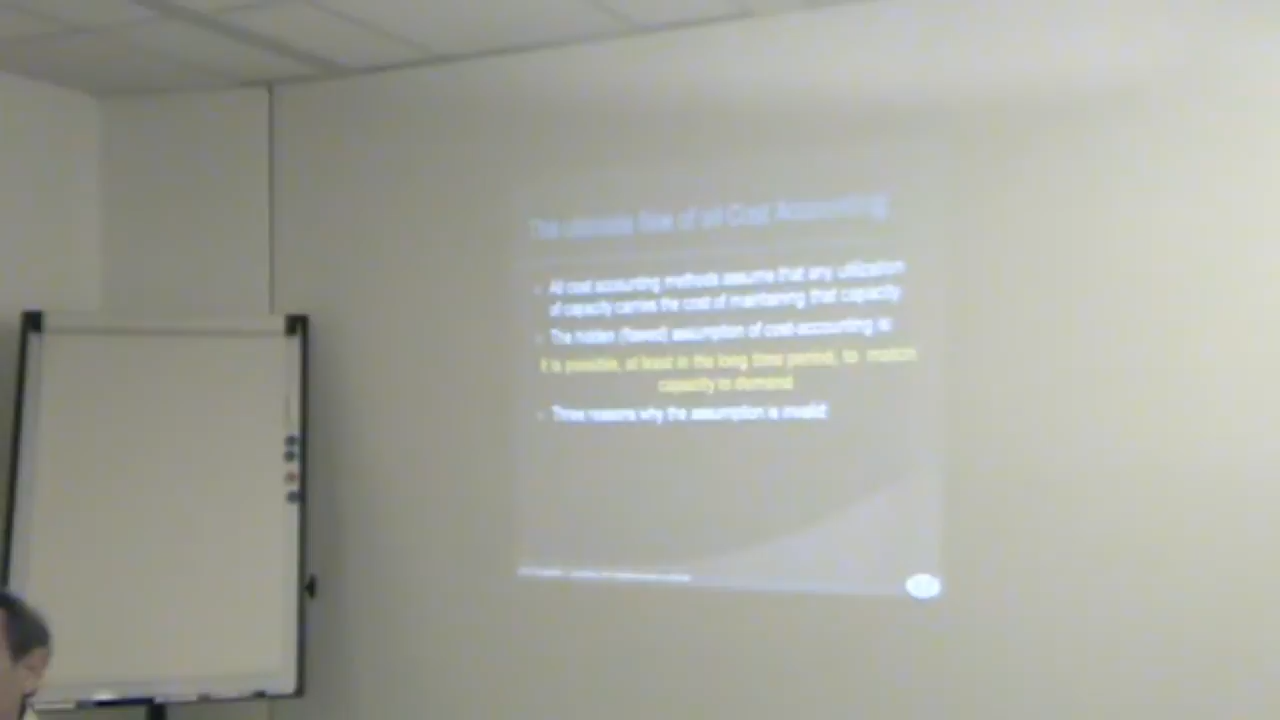 The ultimate flaw of all Cost Accounting
All cost accounting methods assume that any utilization
of capacity carries the cost of maintaining that capacity
The hidden (flawed) assumption of cost-accounting is:
It is possible, at least in the long time period, to match
capacity to demand
Three reasons why the assumption is invalid: